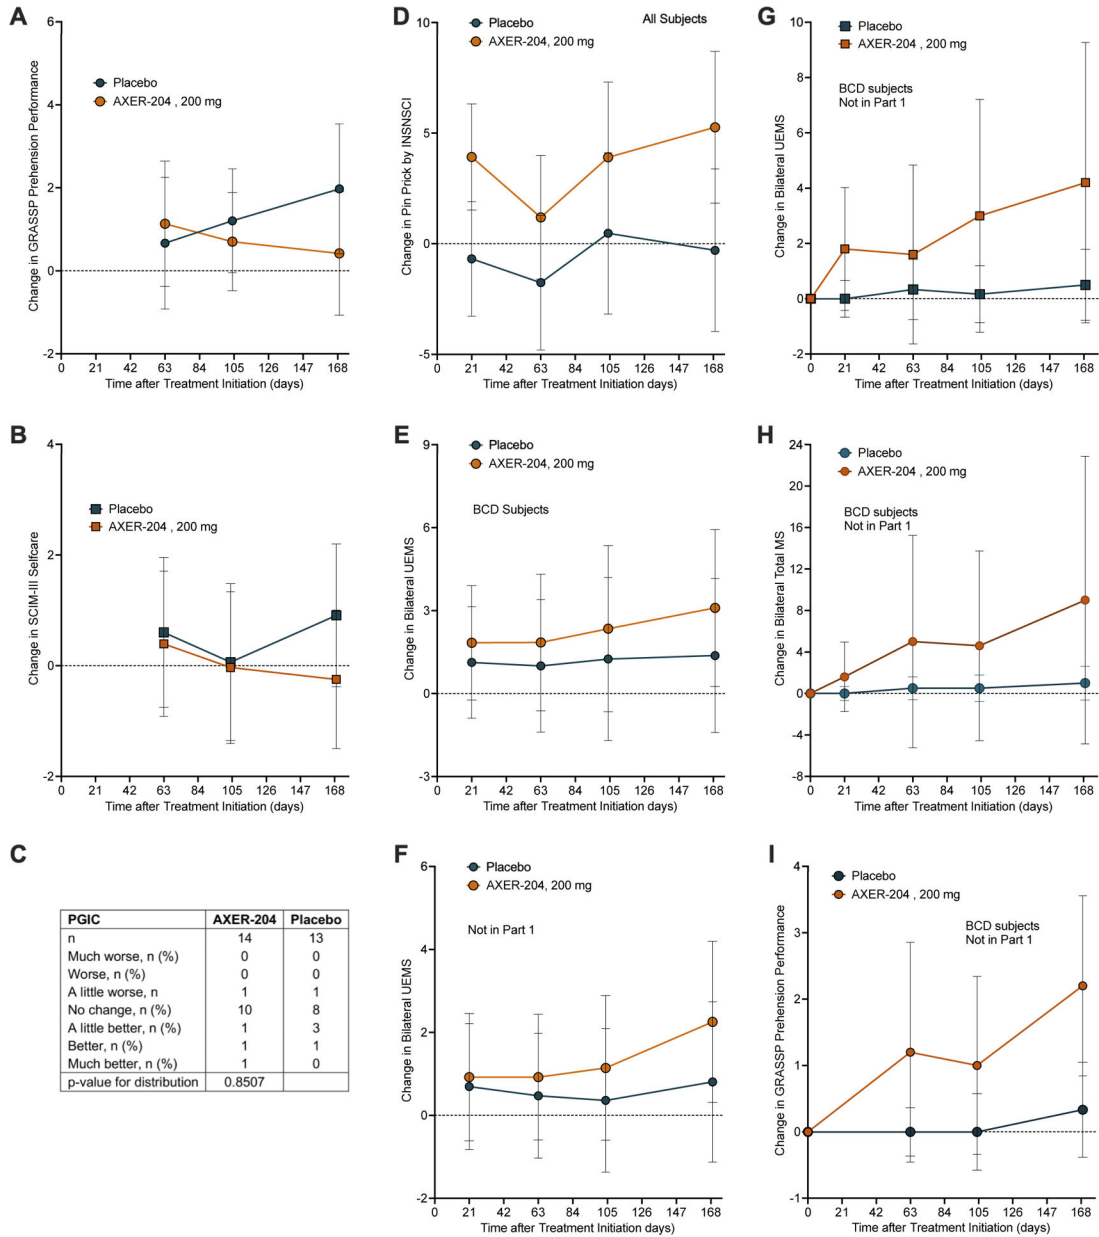 A
Placebo
AXER-204 , 200 mg
Change in GRASSP Prehension Performance
6
4
2
0
-2
0 21 42 63 84 105 126 147 168
Time after Treatment Initiation (days)
B
Placebo
AXER-204 , 200 mg
Change in SCIM-III Selfcare
4
2
0
-2
0 21 42 63 84 105 126 147 168
Time after Treatment Initiation (days)
C
PGIC AXER-204 Placebo
n 14 13
Much worse, n (%) 0 0
Worse, n (%) 0 0
A little worse, n 1 1
No change, n (%) 10 8
A little better, n (%) 1 3
Better, n (%) 1 1
Much better, n (%) 1 0
p-value for distribution 0.8507
D
Placebo
AXER-204, 200 mg
All Subjects
Change in Pin Prick by INSNSCI
10
5
0
-5
0 21 42 63 84 105 126 147 168
Time after Treatment Initiation days)
E
Placebo
AXER-204, 200 mg
BCD Subjects
Change in Bilateral UEMS
9
6
3
0
-3
0 21 42 63 84 105 126 147 168
Time after Treatment Initiation days)
F
Placebo
AXER-204, 200 mg
Not in Part 1
Change in Bilateral UEMS
6
4
2
0
-2
0 21 42 63 84 105 126 147 168
Time after Treatment Initiation days)
G
Placebo
AXER-204, 200 mg
BCD subjects
Not in Part 1
Change in Bilateral UEMS
10
8
6
4
2
0
-2
0 21 42 63 84 105 126 147 168
Time after Treatment Initiation (days)
H
Placebo
AXER-204, 200 mg
BCD subjects
Not in Part 1
Change in Bilateral Total MS
24
20
16
12
8
4
0
-4
-8
0 21 42 63 84 105 126 147 168
Time after Treatment Initiation (days)
I
Placebo
AXER-204 , 200 mg
BCD subjects
Not in Part 1
Change in GRASSP Prehension Performance
4
3
2
1
0
-1
0 21 42 63 84 105 126 147 168
Time after Treatment Initiation (days)